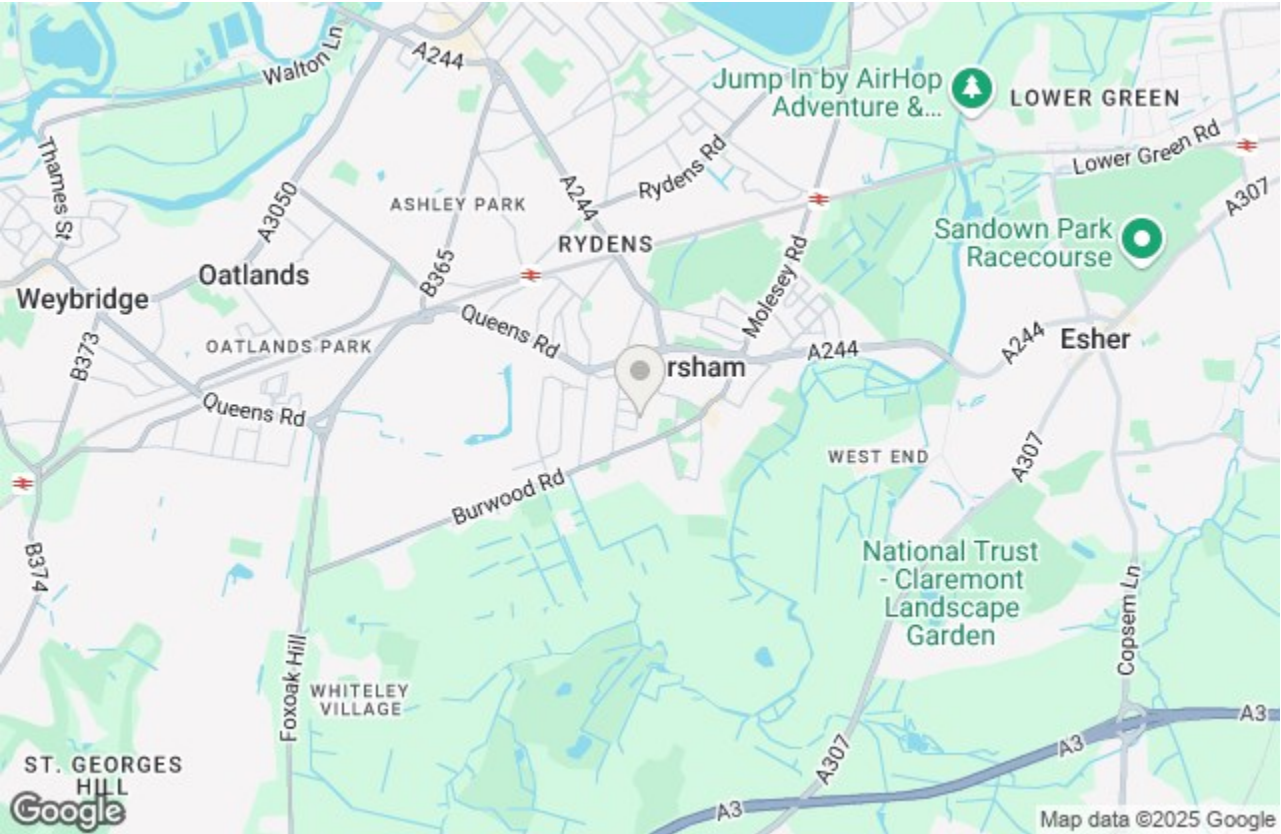 Walton Ln
A244
Jump In by AirHop
Adventure &...
LOWER GREEN
Lower Green Rd
Thames St
A3050
ASHLEY PARK
A244
Rydens Rd
A307
RYDENS
Sandown Park
Racecourse
Oatlands
B365
Molesey Rd
Weybridge
Queens Rd
OATLANDS PARK
B373
A244
A244
Esher
rsham
Queens Rd
WEST END
A307
Burwood Rd
B374
National Trust
- Claremont
Landscape
Garden
Copsem Ln
Foxoak Hill
WHITELEY
VILLAGE
A3
A3
A307
ST. GEORGES
HILL
A3
Google
Map data ©2025 Google